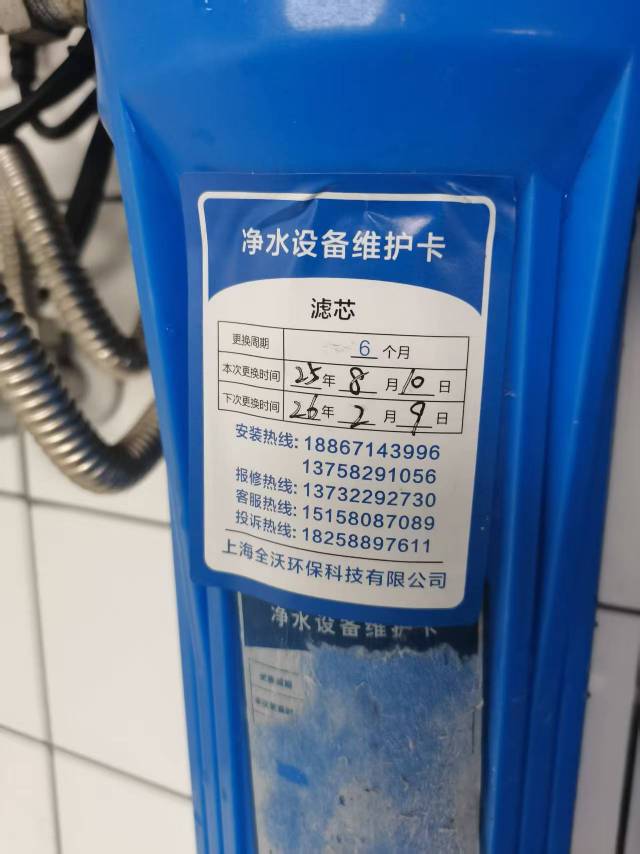 净水设备维护卡
滤芯
更换周期 6 个月
本次更换时间 25年 8月10日
下次更换时间 26年 2月9日
安装热线: 18867143996
13758291056
报修热线: 13732292730
客服热线: 15158087089
投诉热线: 18258897611
上海全沃环保科技有限公司
净水设备维护卡